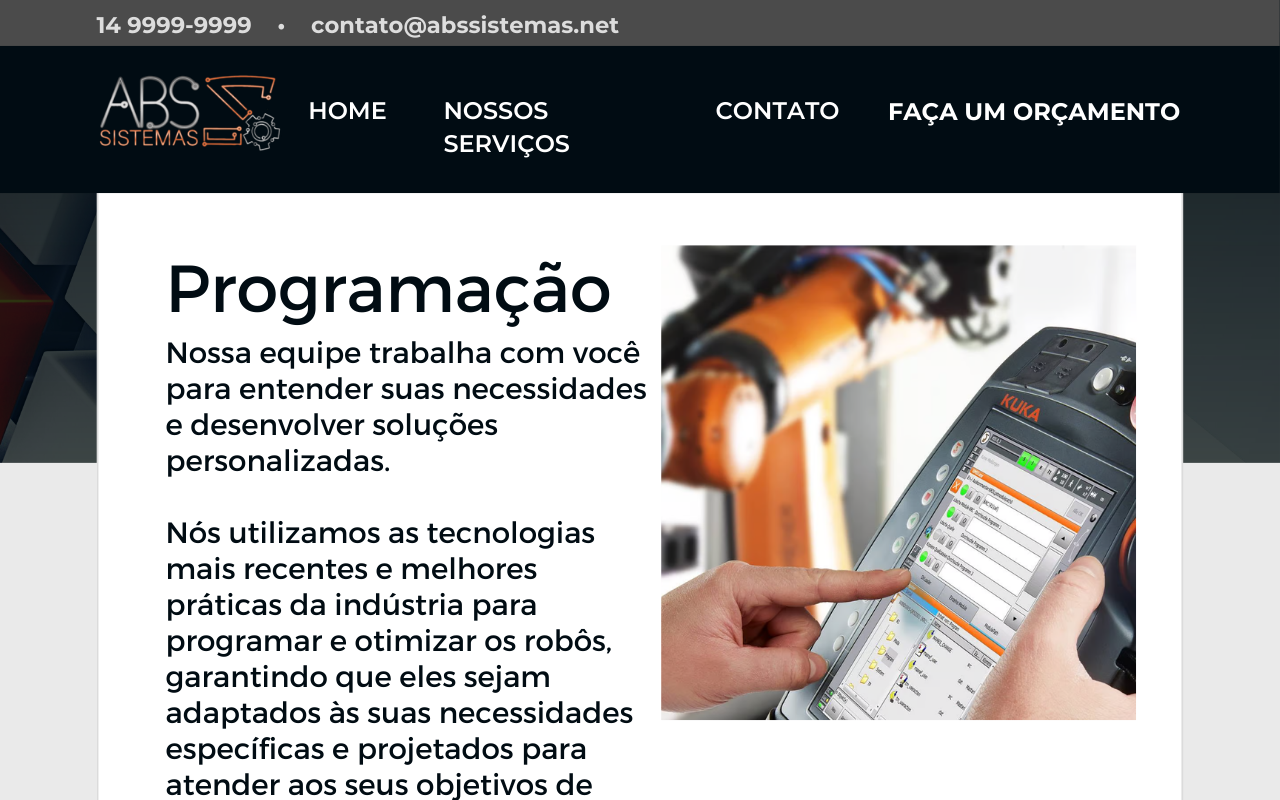 14 9999-9999 • contato@abssistemas.net
ABS
SISTEMAS
HOME
NOSSOS
SERVIÇOS
CONTATO
FAÇA UM ORÇAMENTO
Programação
Nossa equipe trabalha com você
para entender suas necessidades
e desenvolver soluções
personalizadas.
Nós utilizamos as tecnologias
mais recentes e melhores
práticas da indústria para
programar e otimizar os robôs,
garantindo que eles sejam
adaptados às suas necessidades
específicas e projetados para
atender aos seus objetivos de
KUKA